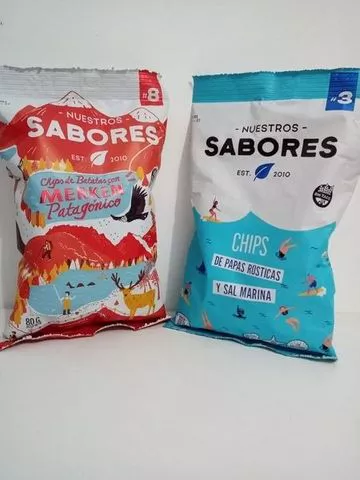 #8
- NUESTROS -
SABORES
EST. 2010
Chips de Batatas con
MERKEN
Patagónico
80 G
#3
- NUESTROS -
SABORES
EST. 2010
CHIPS
DE PAPAS RÚSTICAS
Y SAL MARINA